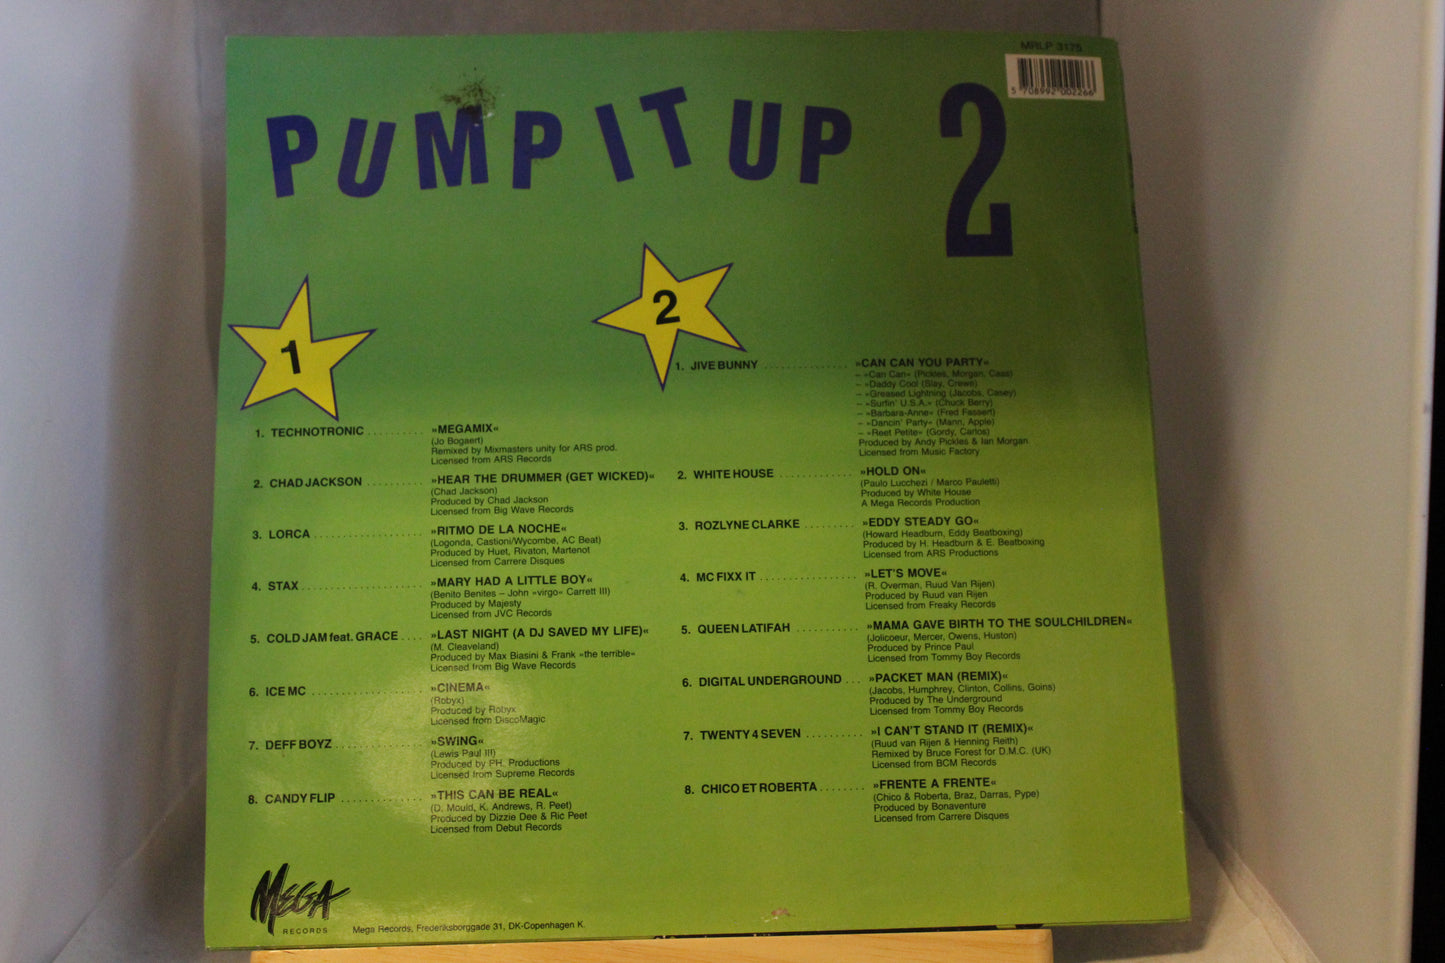 MRLP 3175
5 708992 002266
PUMP IT UP 2
1
1. TECHNOTRONIC ......... »MEGAMIX«
(Jo Bogaert)
Remixed by Mixmasters unity for ARS prod.
Licensed from ARS Records
2. CHAD JACKSON ......... »HEAR THE DRUMMER (GET WICKED)«
(Chad Jackson)
Produced by Chad Jackson
Licensed from Big Wave Records
3. LORCA ................. »RITMO DE LA NOCHE«
(Logonda, Castioni/Wycombe, AC Beat)
Produced by Huet, Rivaton, Martenot
Licensed from Carrere Disques
4. STAX ................... »MARY HAD A LITTLE BOY«
(Benito Benites – John »virgo« Carrett III)
Produced by Majesty
Licensed from JVC Records
5. COLD JAM feat. GRACE .... »LAST NIGHT (A DJ SAVED MY LIFE)«
(M. Cleaveland)
Produced by Max Biasini & Frank »the terrible«
Licensed from Big Wave Records
6. ICE MC ................. »CINEMA«
(Robyx)
Produced by Robyx
Licensed from DiscoMagic
7. DEFF BOYZ .............. »SWING«
(Lewis Paul III)
Produced by PH. Productions
Licensed from Supreme Records
8. CANDY FLIP ............. »THIS CAN BE REAL«
(D. Mould, K. Andrews, R. Peet)
Produced by Dizzie Dee & Ric Peet
Licensed from Debut Records
2
1. JIVE BUNNY .............. »CAN CAN YOU PARTY«
– »Can Can« (Pickles, Morgan, Caas)
– »Daddy Cool (Slay, Crewe)
– »Greased Lightning (Jacobs, Casey)
– »Surfin' U.S.A.« (Chuck Berry)
– »Barbara-Anne« (Fred Fassert)
– »Dancin' Party« (Mann, Apple)
– »Reet Petite« (Gordy, Carlos)
Produced by Andy Pickles & Ian Morgan
Licensed from Music Factory
2. WHITE HOUSE ............ »HOLD ON«
(Paulo Lucchezi / Marco Pauletti)
Produced by White House
A Mega Records Production
3. ROZLYNE CLARKE ......... »EDDY STEADY GO«
(Howard Headburn, Eddy Beatboxing)
Produced by H. Headburn & E. Beatboxing
Licensed from ARS Productions
4. MC FIXX IT ............... »LET'S MOVE«
(R. Overman, Ruud Van Rijen)
Produced by Ruud van Rijen
Licensed from Freaky Records
5. QUEEN LATIFAH ........... »MAMA GAVE BIRTH TO THE SOULCHILDREN«
(Jolicoeur, Mercer, Owens, Huston)
Produced by Prince Paul
Licensed from Tommy Boy Records
6. DIGITAL UNDERGROUND ... »PACKET MAN (REMIX)«
(Jacobs, Humphrey, Clinton, Collins, Goins)
Produced by The Underground
Licensed from Tommy Boy Records
7. TWENTY 4 SEVEN .......... »I CAN'T STAND IT (REMIX)«
(Ruud van Rijen & Henning Reith)
Remixed by Bruce Forest for D.M.C. (UK)
Licensed from BCM Records
8. CHICO ET ROBERTA ........ »FRENTE A FRENTE«
(Chico & Roberta, Braz, Darras, Pype)
Produced by Bonaventure
Licensed from Carrere Disques
MEGA
RECORDS
Mega Records, Frederiksborggade 31, DK-Copenhagen K.